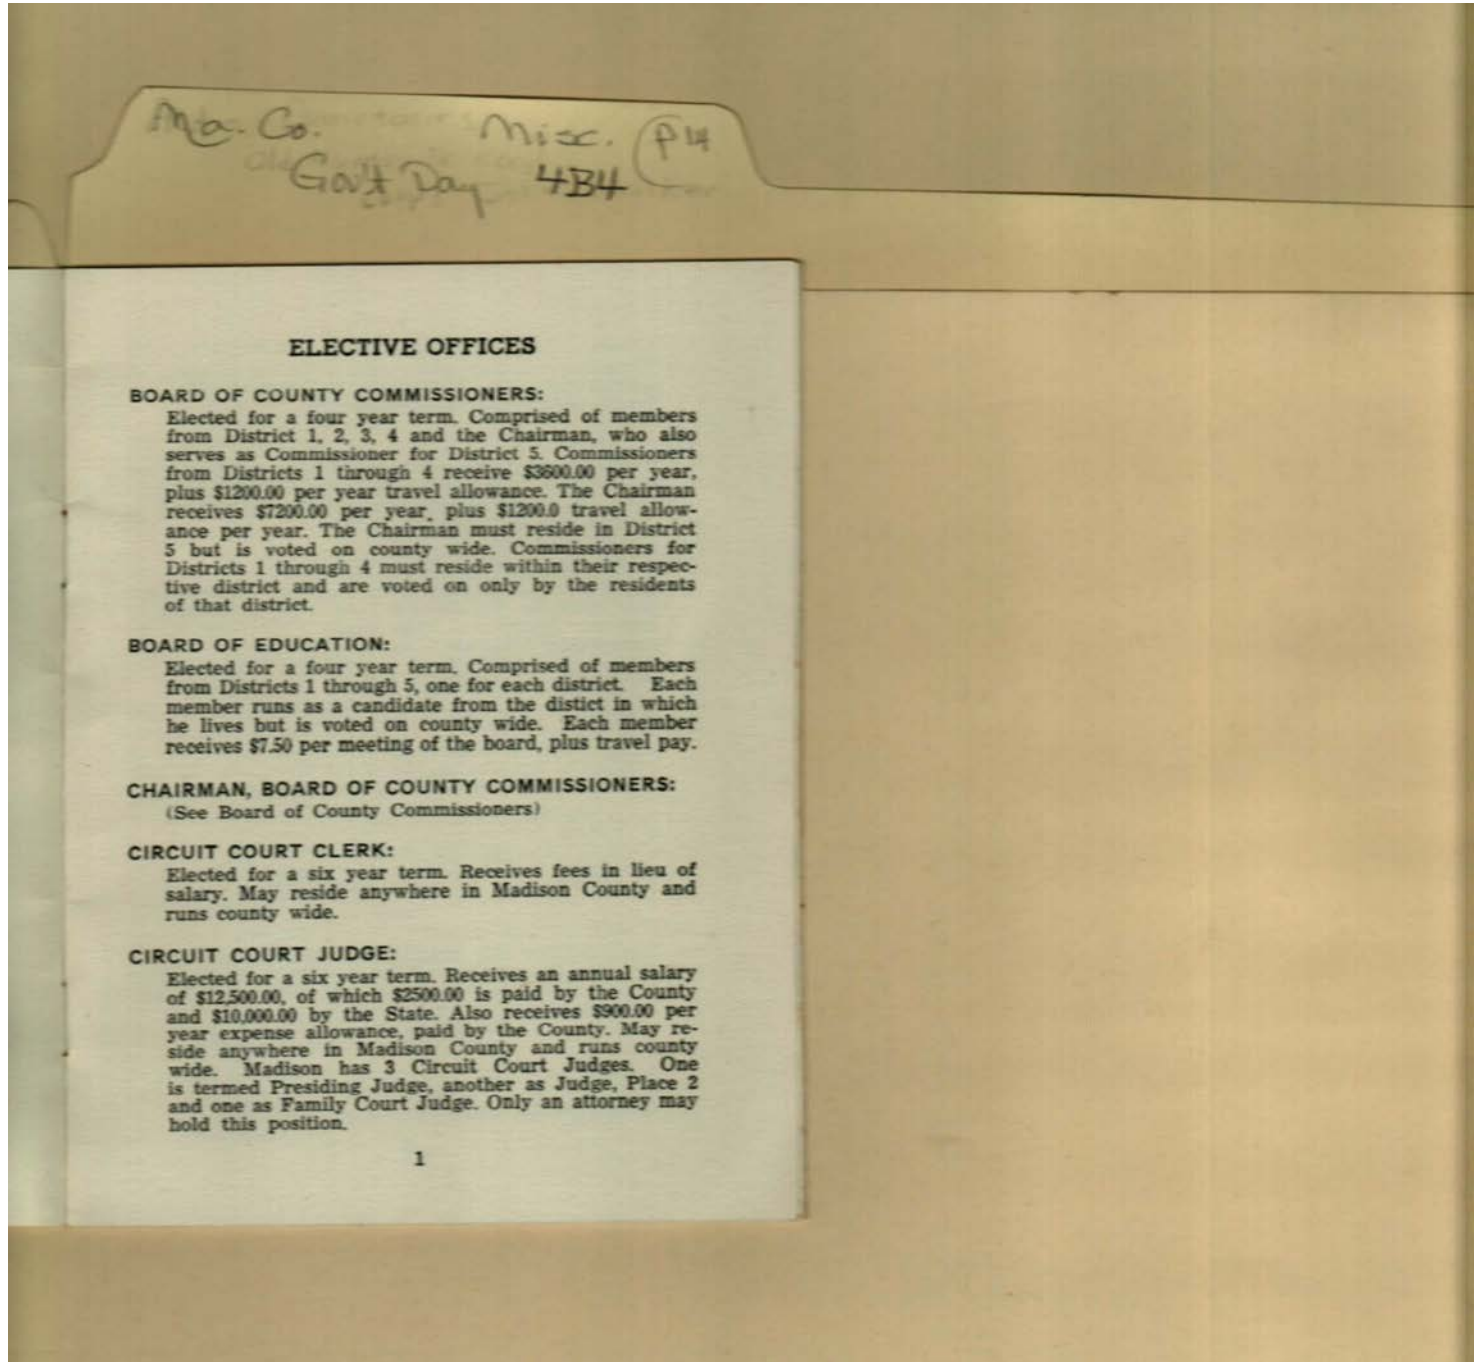 Ma. Co. Misc. P 14
Gov't Day 4B4
ELECTIVE OFFICES
BOARD OF COUNTY COMMISSIONERS:
Elected for a four year term. Comprised of members
from District 1, 2, 3, 4 and the Chairman, who also
serves as Commissioner for District 5. Commissioners
from Districts 1 through 4 receive $3600.00 per year,
plus $1200.00 per year travel allowance. The Chairman
receives $7200.00 per year, plus $1200.0 travel allow-
ance per year. The Chairman must reside in District
5 but is voted on county wide. Commissioners for
Districts 1 through 4 must reside within their respec-
tive district and are voted on only by the residents
of that district.
BOARD OF EDUCATION:
Elected for a four year term. Comprised of members
from Districts 1 through 5, one for each district. Each
member runs as a candidate from the distict in which
he lives but is voted on county wide. Each member
receives $7.50 per meeting of the board, plus travel pay.
CHAIRMAN, BOARD OF COUNTY COMMISSIONERS:
(See Board of County Commissioners)
CIRCUIT COURT CLERK:
Elected for a six year term. Receives fees in lieu of
salary. May reside anywhere in Madison County and
runs county wide.
CIRCUIT COURT JUDGE:
Elected for a six year term. Receives an annual salary
of $12,500.00, of which $2500.00 is paid by the County
and $10,000.00 by the State. Also receives $900.00 per
year expense allowance, paid by the County. May re-
side anywhere in Madison County and runs county
wide. Madison has 3 Circuit Court Judges. One
is termed Presiding Judge, another as Judge, Place 2
and one as Family Court Judge. Only an attorney may
hold this position.
1